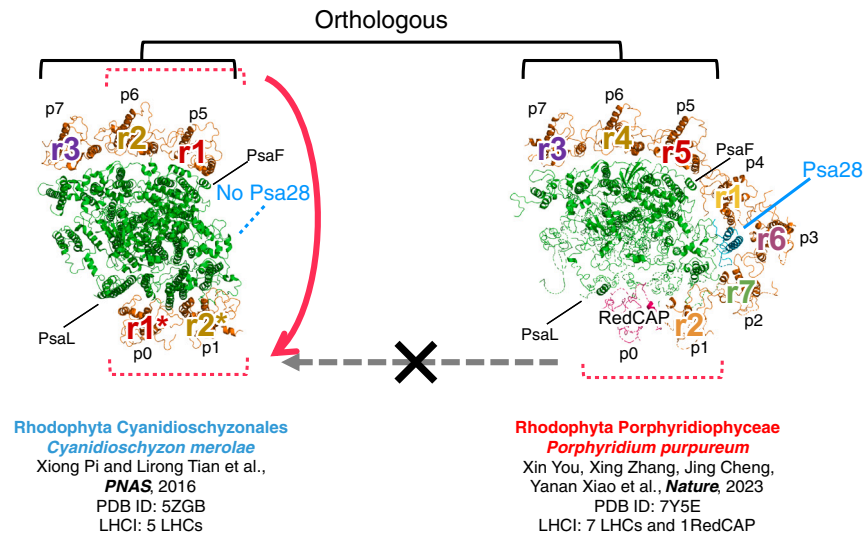 Orthologous
p7
p6
p5
r3
r2
r1
PsaF
No Psa28
PsaL
r1*
r2*
p0
p1
p7
p6
p5
r3
r4
r5
PsaF
p4
Psa28
r1
r6
p3
r7
p2
PsaL
RedCAP
r2
p0
p1
Rhodophyta Cyanidioschyzonales
Cyanidioschyzon merolae
Xiong Pi and Lirong Tian et al.,
PNAS, 2016
PDB ID: 5ZGB
LHCI: 5 LHCs
Rhodophyta Porphyridiophyceae
Porphyridium purpureum
Xin You, Xing Zhang, Jing Cheng,
Yanan Xiao et al., Nature, 2023
PDB ID: 7Y5E
LHCI: 7 LHCs and 1RedCAP